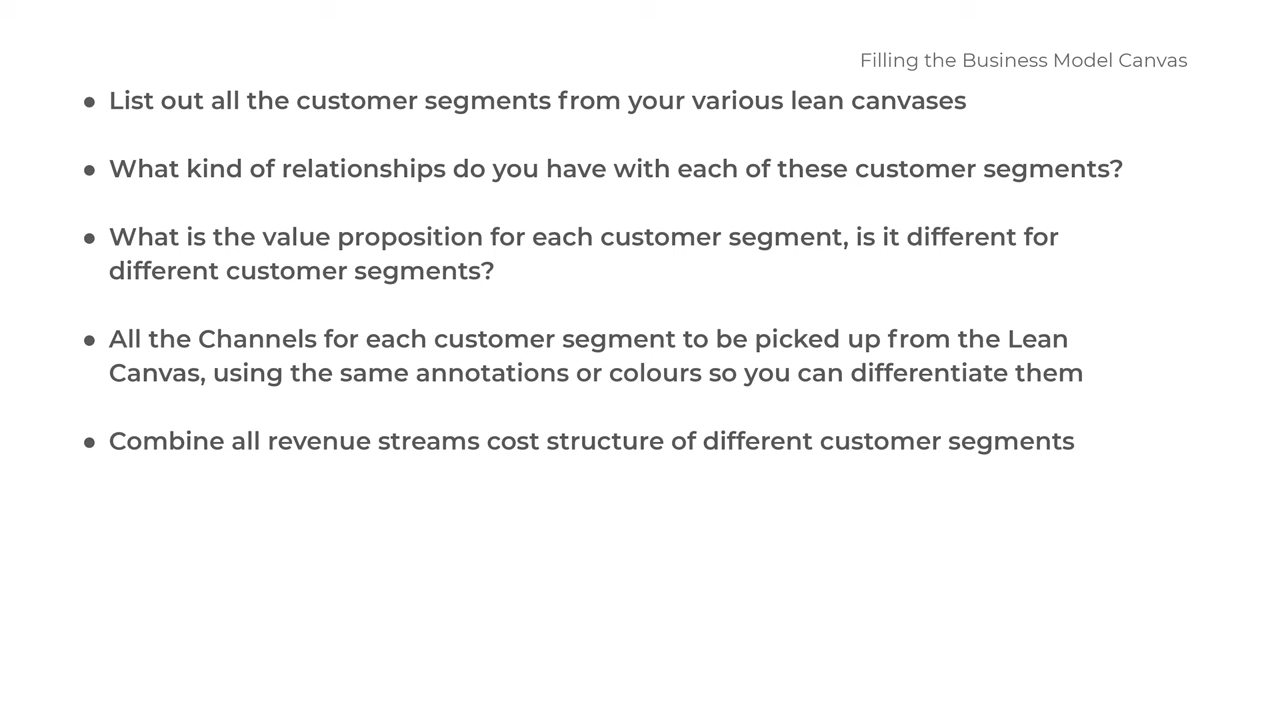 Filling the Business Model Canvas
● List out all the customer segments from your various lean canvases
● What kind of relationships do you have with each of these customer segments?
● What is the value proposition for each customer segment, is it different for
different customer segments?
● All the Channels for each customer segment to be picked up from the Lean
Canvas, using the same annotations or colours so you can differentiate them
● Combine all revenue streams cost structure of different customer segments